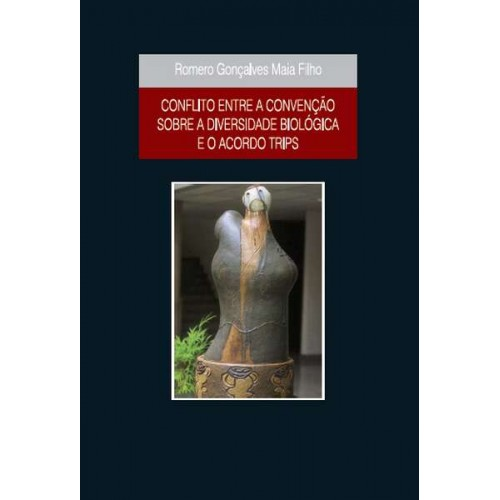 Romero Gonçalves Maia Filho
CONFLITO ENTRE A CONVENÇÃO
SOBRE A DIVERSIDADE BIOLÓGICA
E O ACORDO TRIPS